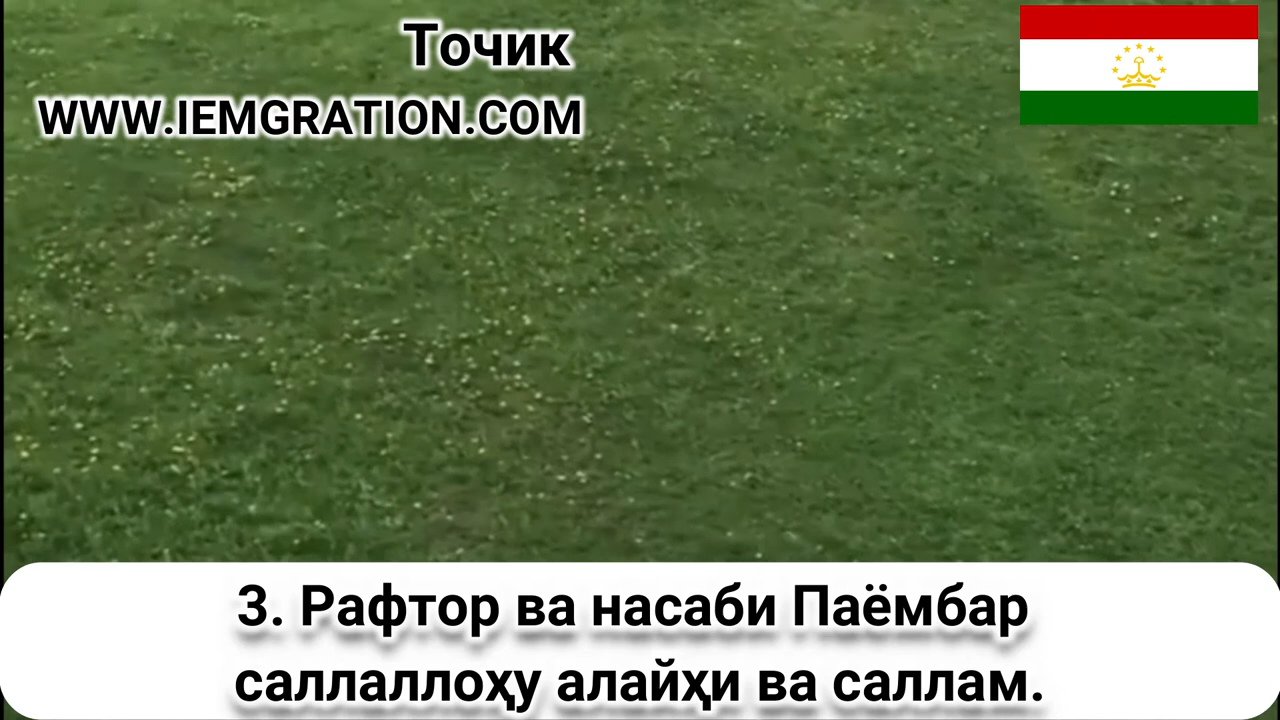 Точик
WWW.IEMGRATION.COM
3. Рафтор ва насаби Паёмбар
саллаллоҳу алайҳи ва саллам.